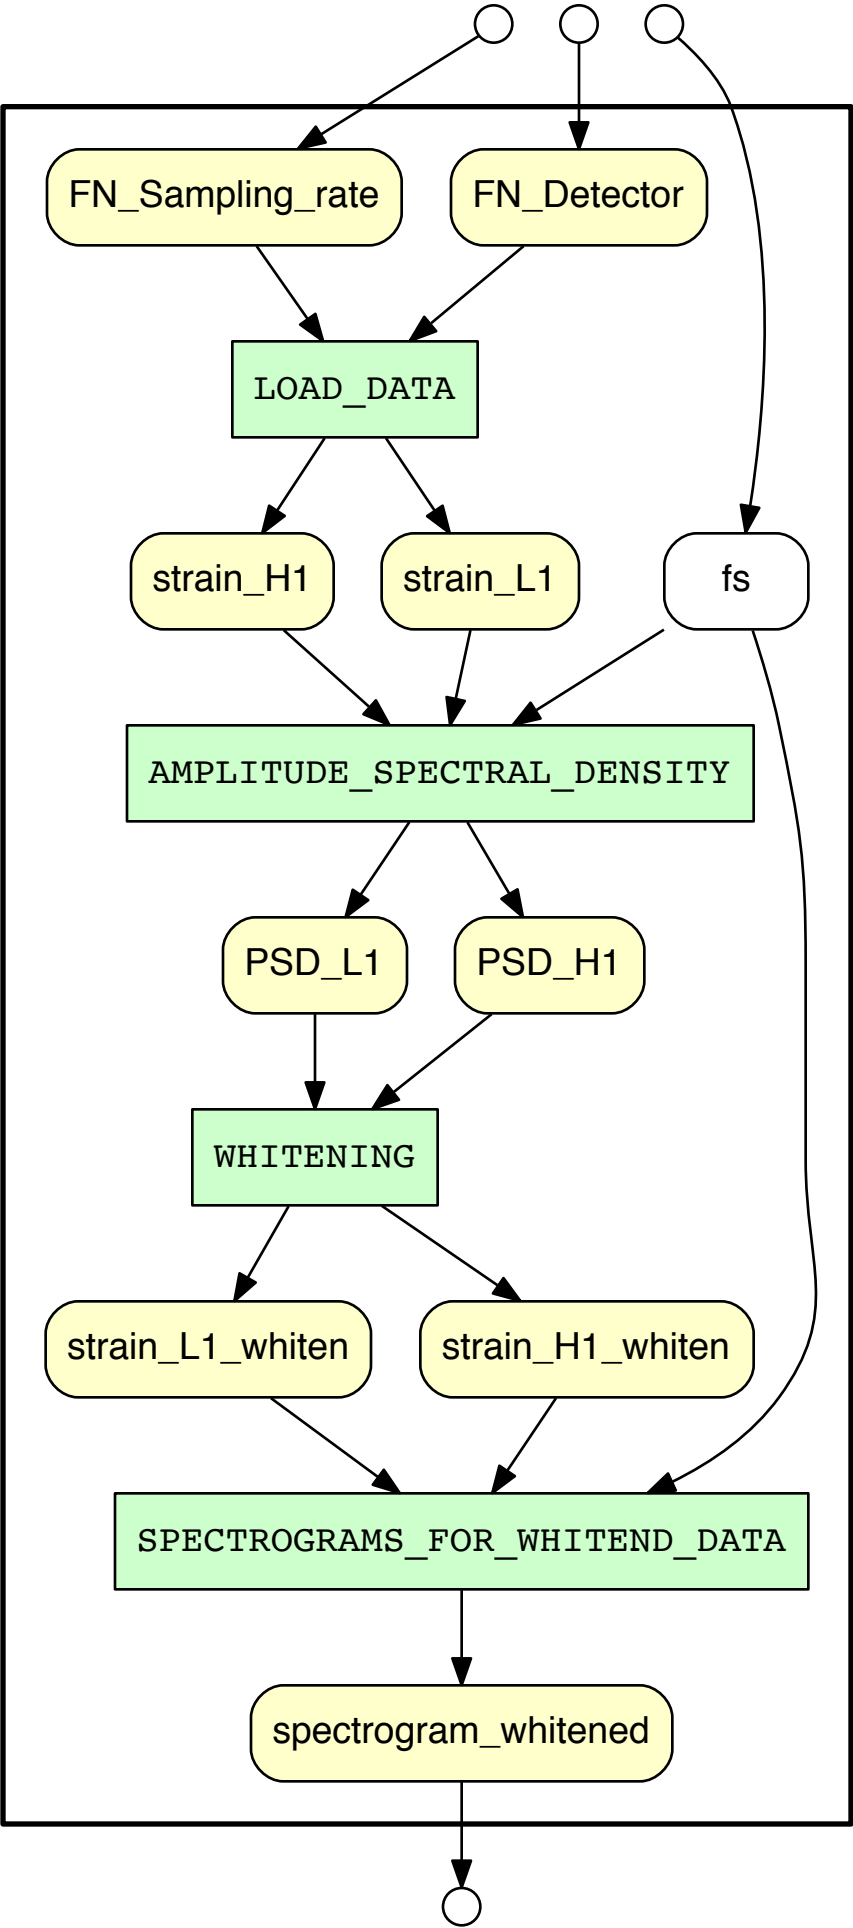 FN_Sampling_rate
FN_Detector
LOAD_DATA
strain_H1
strain_L1
fs
AMPLITUDE_SPECTRAL_DENSITY
PSD_L1
PSD_H1
WHITENING
strain_L1_whiten
strain_H1_whiten
SPECTROGRAMS_FOR_WHITEND_DATA
spectrogram_whitened